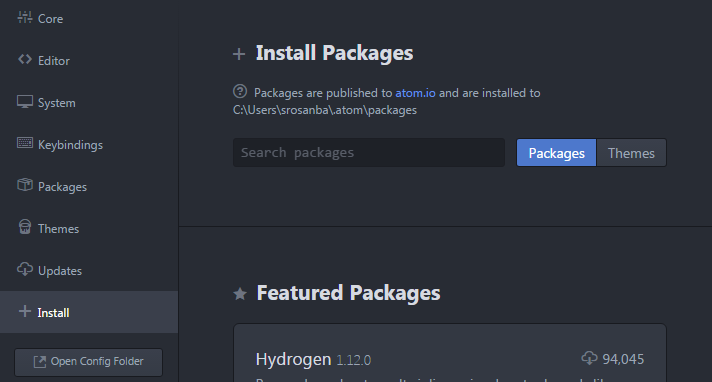 Core
Editor
System
Keybindings
Packages
Themes
Updates
Install
Open Config Folder
Install Packages
Packages are published to atom.io and are installed to
C:\Users\srosanba\.atom\packages
Search packages
Packages Themes
Featured Packages
Hydrogen 1.12.0 94,045